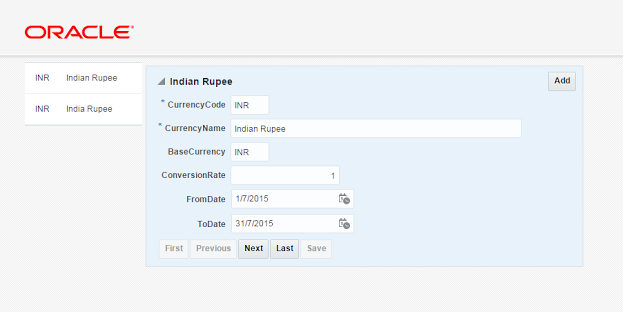 ORACLE
INR Indian Rupee
INR India Rupee
Indian Rupee Add
* CurrencyCode INR
* CurrencyName Indian Rupee
BaseCurrency INR
ConversionRate 1
FromDate 1/7/2015
ToDate 31/7/2015
First Previous Next Last Save